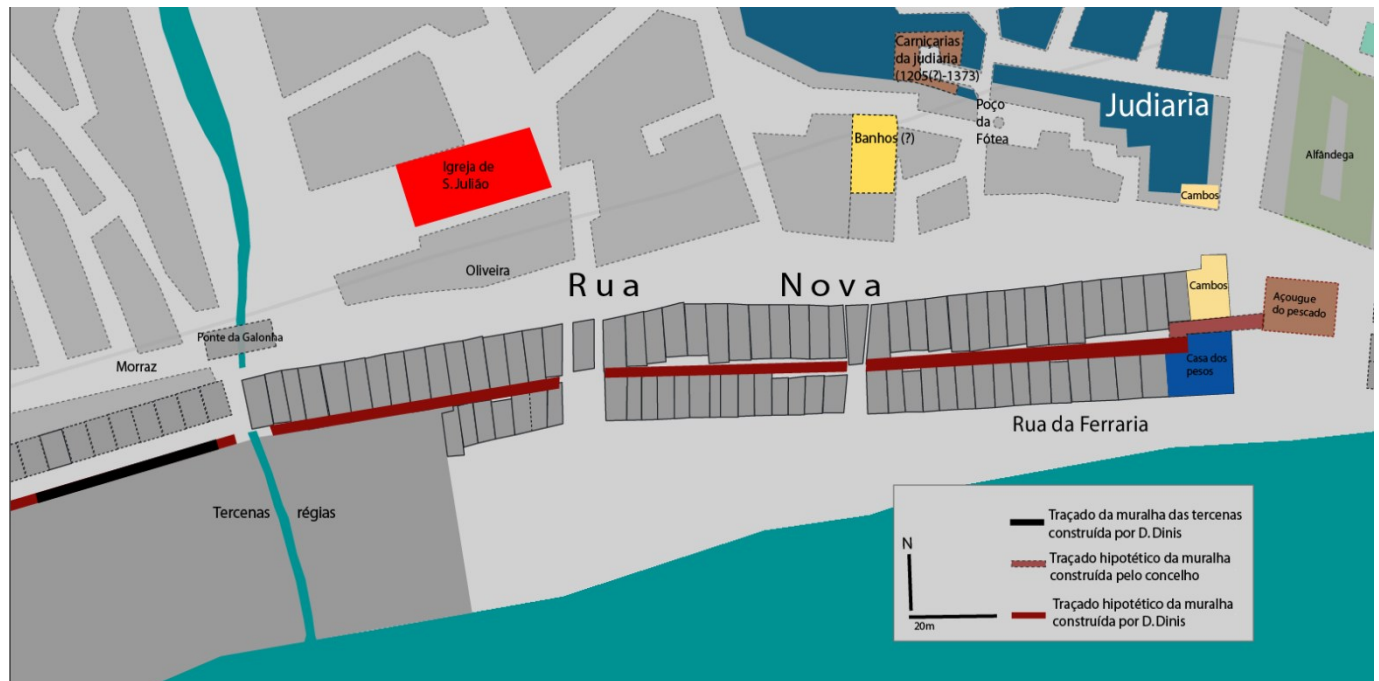 Carniçarias
da judiaria
(1205(?)-1373)
Judiaria
Poço
da
Fótea
Banhos (?)
Alfândega
Igreja de
S. Julião
Cambos
Oliveira
Rua Nova
Cambos
Açougue
do pescado
Ponte da Galonha
Morraz
Casa dos
pesos
Rua da Ferraria
Tercenas régias
N
20m
Traçado da muralha das tercenas
construída por D. Dinis
Traçado hipotético da muralha
construída pelo concelho
Traçado hipotético da muralha
construída por D. Dinis